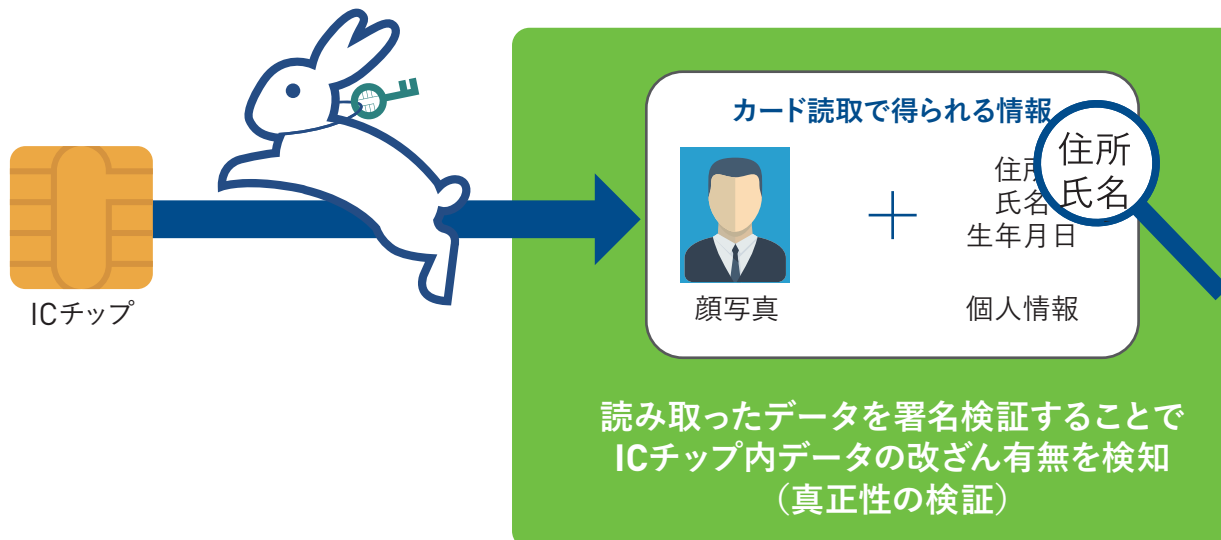 カード読取で得られる情報
住所
氏名
生年月日
住所
氏名
顔写真
個人情報
ICチップ
読み取ったデータを署名検証することで
ICチップ内データの改ざん有無を検知
（真正性の検証）